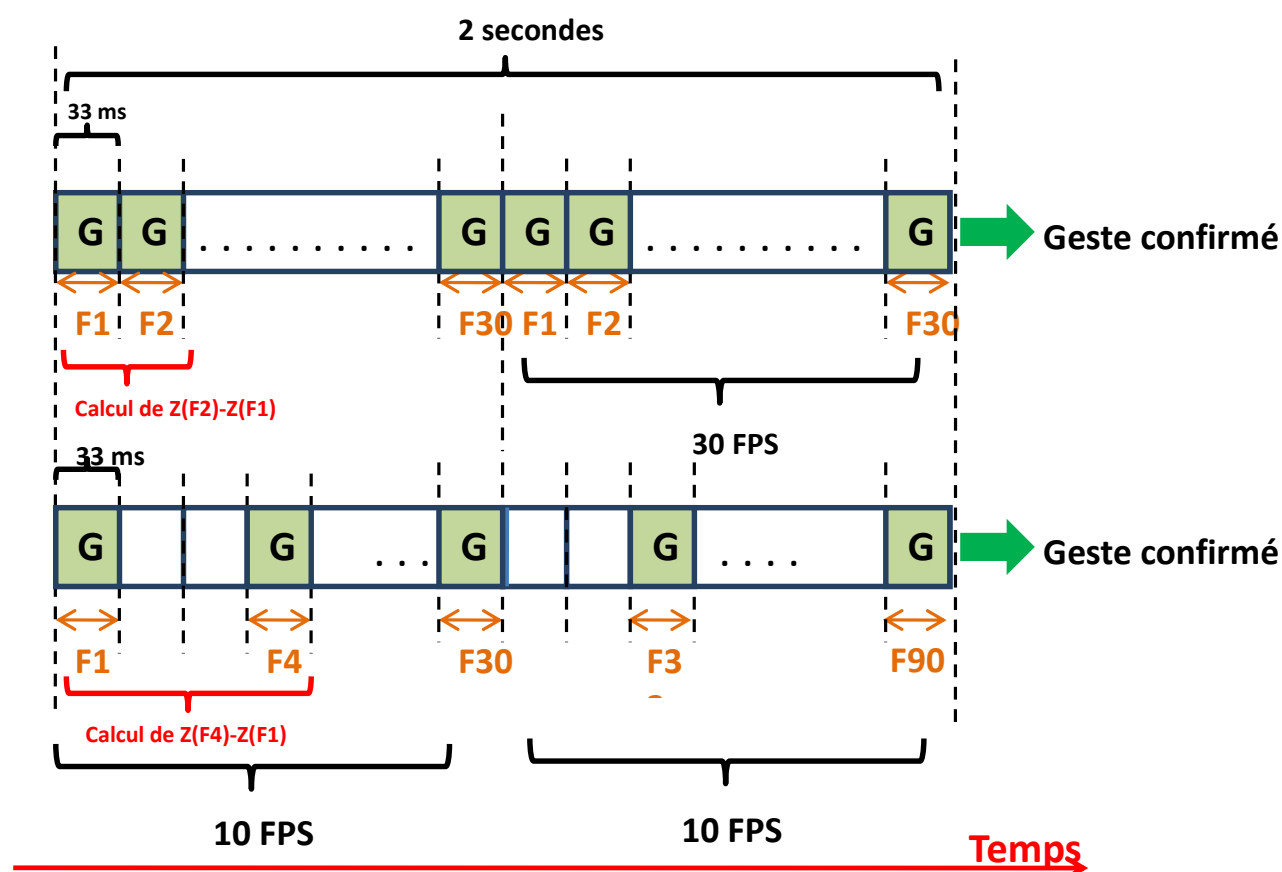 2 secondes
33 ms
G G . . . . . . . . . . G G G . . . . . . . . . . G
Geste confirmé
F1 F2 F30 F1 F2 F30
Calcul de Z(F2)-Z(F1)
30 FPS
33 ms
G G . . . G G . . . . G
Geste confirmé
F1 F4 F30 F3 F90
Calcul de Z(F4)-Z(F1)
10 FPS 10 FPS
Temps